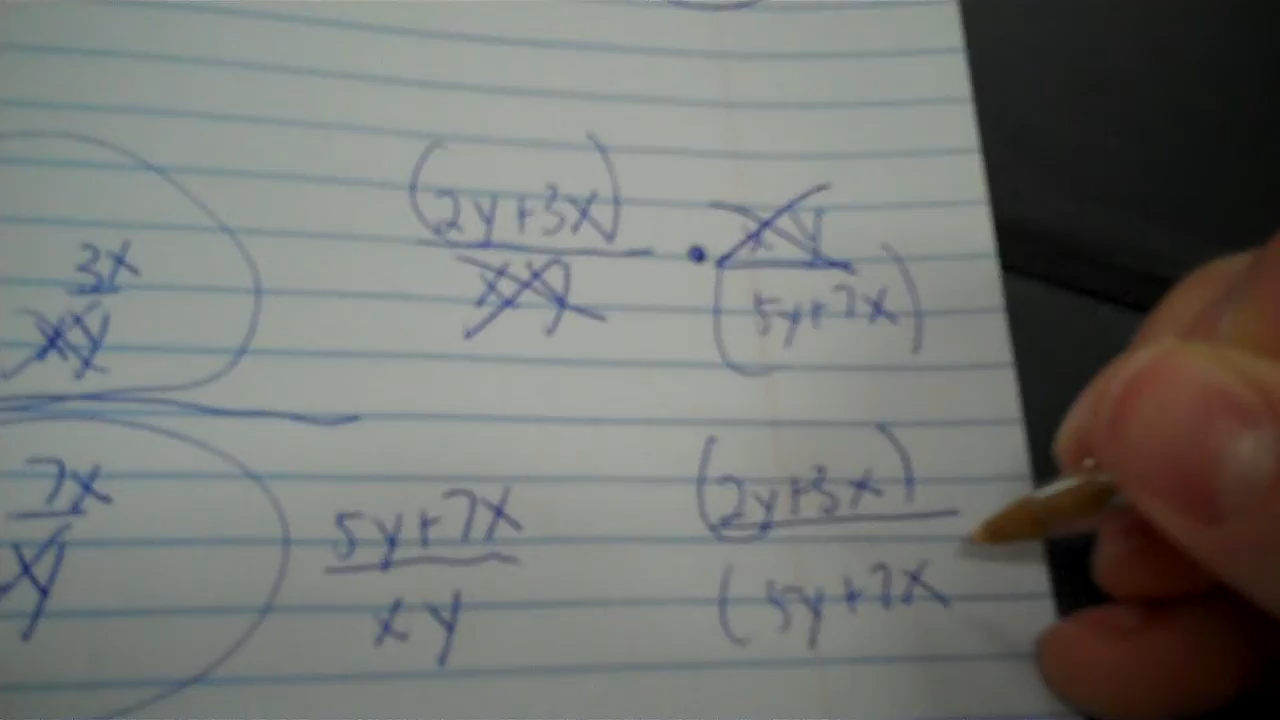 (2y+3x) xy
3x xy • (5y+7x)
xy
7x 5y+7x (2y+3x)
xy xy (5y+7x